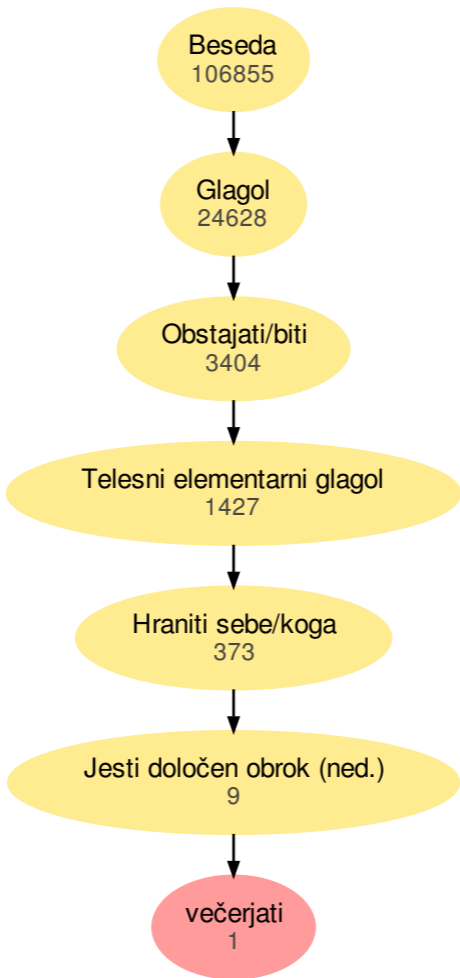 Beseda
106855
Glagol
24628
Obstajati/biti
3404
Telesni elementarni glagol
1427
Hraniti sebe/koga
373
Jesti določen obrok (ned.)
9
večerjati
1